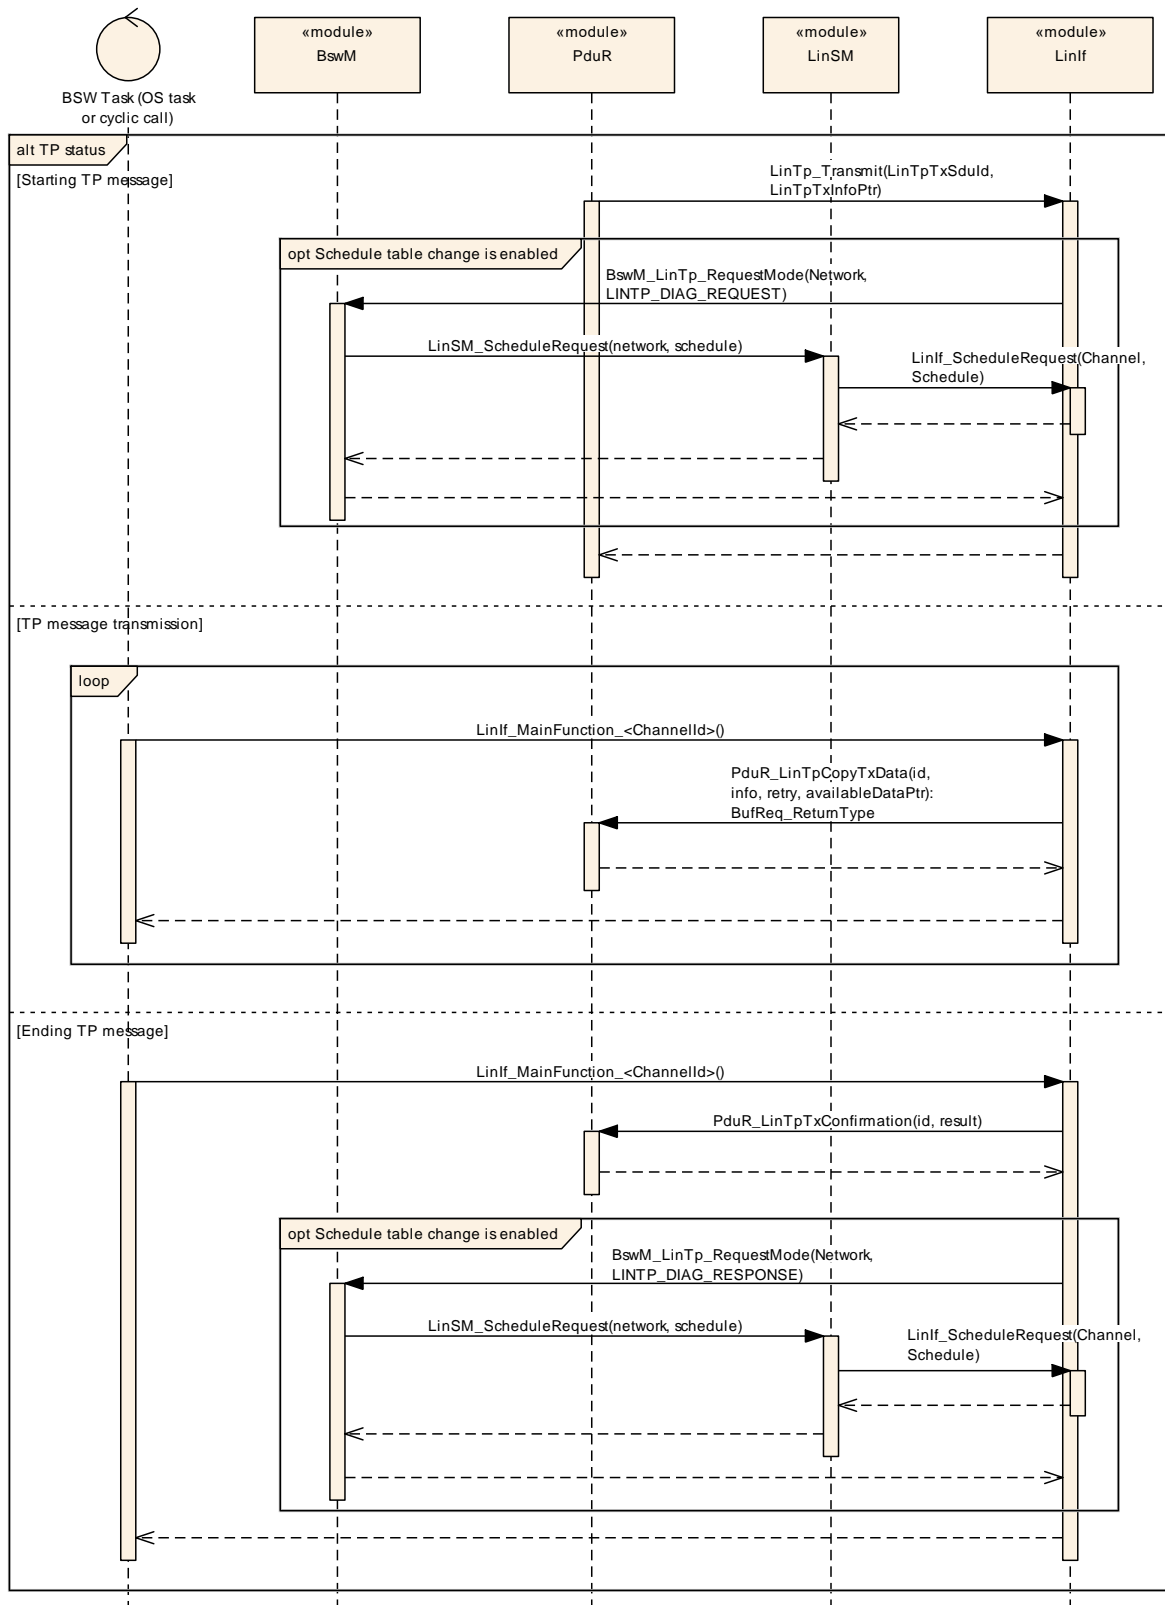 «module»
BswM
«module»
PduR
«module»
LinSM
«module»
LinIf
BSW Task (OS task
or cyclic call)
alt TP status
[Starting TP message]
LinTp_Transmit(LinTpTxSduId,
LinTpTxInfoPtr)
opt Schedule table change is enabled
BswM_LinTp_RequestMode(Network,
LINTP_DIAG_REQUEST)
LinSM_ScheduleRequest(network, schedule)
LinIf_ScheduleRequest(Channel,
Schedule)
[TP message transmission]
loop
LinIf_MainFunction_<ChannelId>()
PduR_LinTpCopyTxData(id,
info, retry, availableDataPtr):
BufReq_ReturnType
[Ending TP message]
LinIf_MainFunction_<ChannelId>()
PduR_LinTpTxConfirmation(id, result)
opt Schedule table change is enabled
BswM_LinTp_RequestMode(Network,
LINTP_DIAG_RESPONSE)
LinSM_ScheduleRequest(network, schedule)
LinIf_ScheduleRequest(Channel,
Schedule)